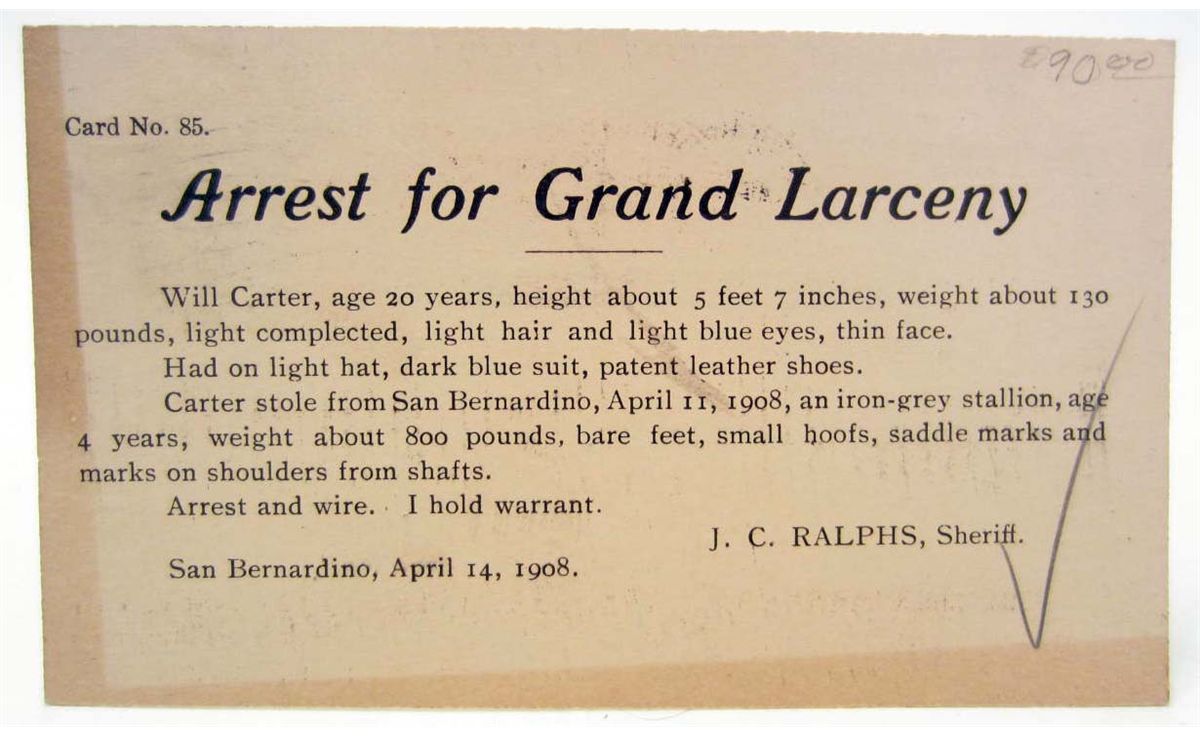 90.00
Card No. 85.
Arrest for Grand Larceny
Will Carter, age 20 years, height about 5 feet 7 inches, weight about 130
pounds, light complected, light hair and light blue eyes, thin face.
Had on light hat, dark blue suit, patent leather shoes.
Carter stole from San Bernardino, April 11, 1908, an iron-grey stallion, age
4 years, weight about 800 pounds, bare feet, small hoofs, saddle marks and
marks on shoulders from shafts.
Arrest and wire. I hold warrant.
J. C. RALPHS, Sheriff.
San Bernardino, April 14, 1908.